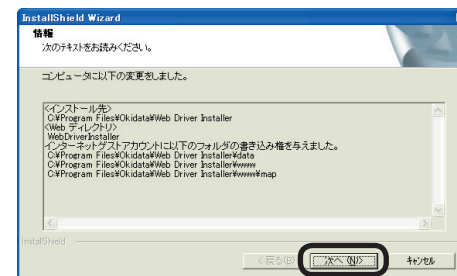 InstallShield Wizard
情報
次のテキストをお読みください。
コンピュータに以下の変更をしました。
<インストール先>
C:¥Program Files¥Okidata¥Web Driver Installer
<Web ディレクトリ>
WebDriverInstaller
インターネットゲストアカウントに以下のフォルダの書き込み権を与えました。
C:¥Program Files¥Okidata¥Web Driver Installer¥data
C:¥Program Files¥Okidata¥Web Driver Installer¥www
C:¥Program Files¥Okidata¥Web Driver Installer¥www¥map
InstallShield
< 戻る(B) 次へ (N)> キャンセル